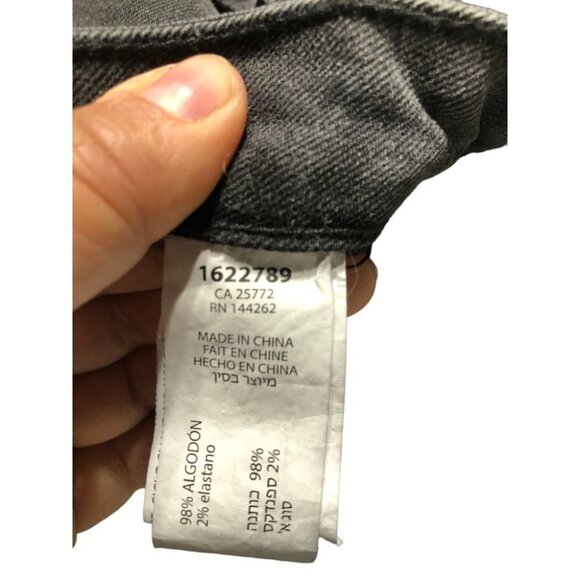 1622789
CA 25772
RN 144262
MADE IN CHINA
FAIT EN CHINE
HECHO EN CHINA
מיוצר בסין
98% ALGODÓN
2% elastano
98% כותנה
2% ספנדקס
סוג א'